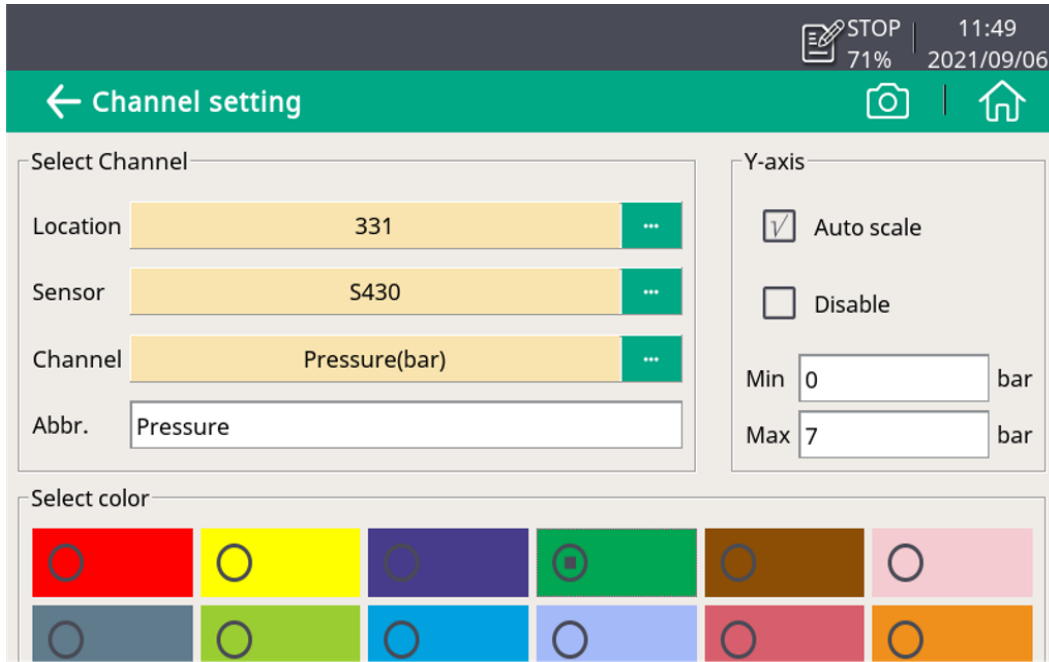 STOP 11:49
71% 2021/09/06
Channel setting
Select Channel
Location 331 ...
Sensor S430 ...
Channel Pressure(bar) ...
Abbr. Pressure
Y-axis
√ Auto scale
Disable
Min 0 bar
Max 7 bar
Select color